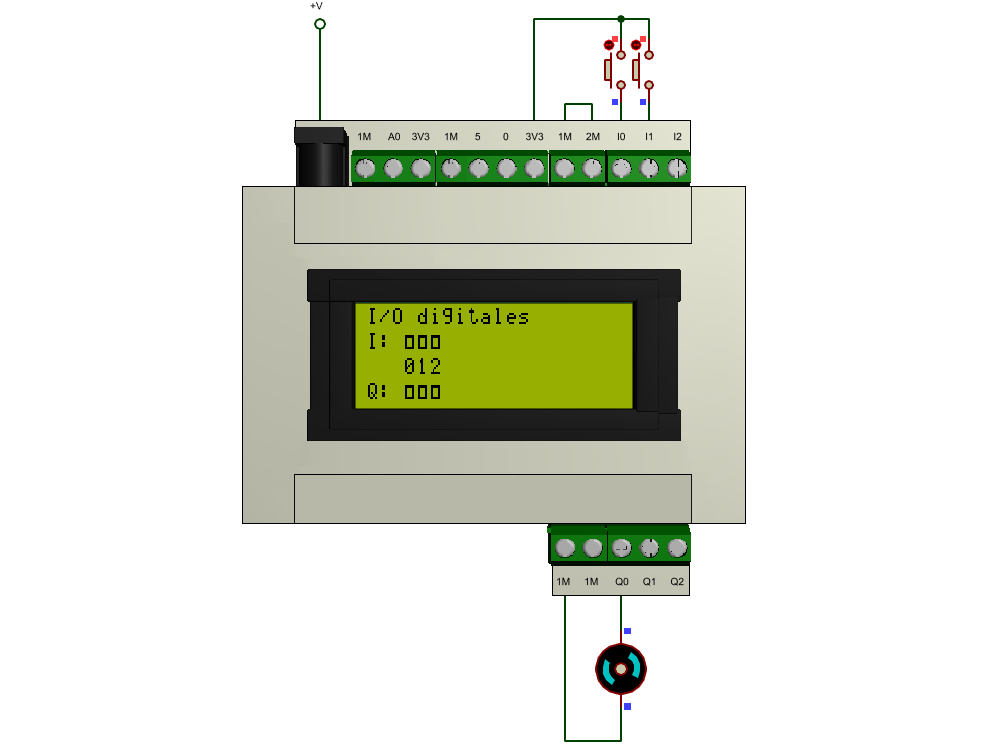 +V
1M A0 3V3 1M 5 0 3V3 1M 2M I0 I1 I2
I/O digitales
I:
012
Q:
1M 1M Q0 Q1 Q2